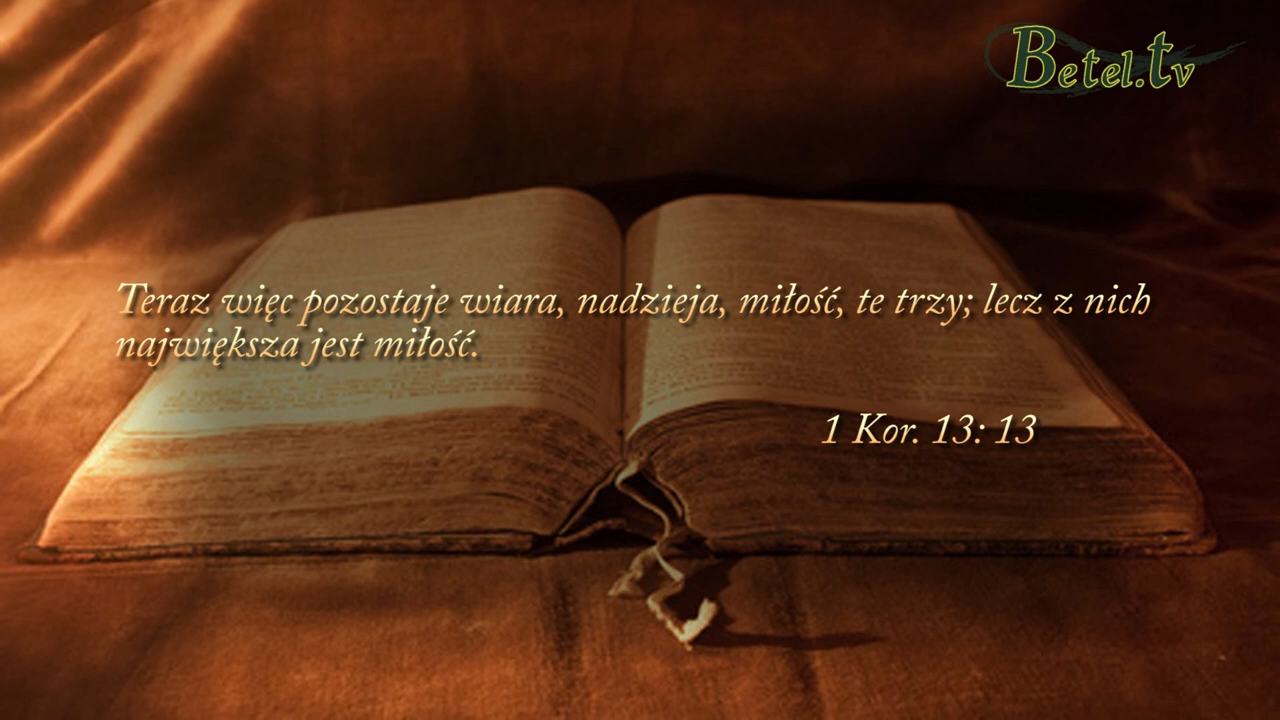 Betel.tv
Teraz więc pozostaje wiara, nadzieja, miłość, te trzy; lecz z nich
największa jest miłość.
1 Kor. 13: 13